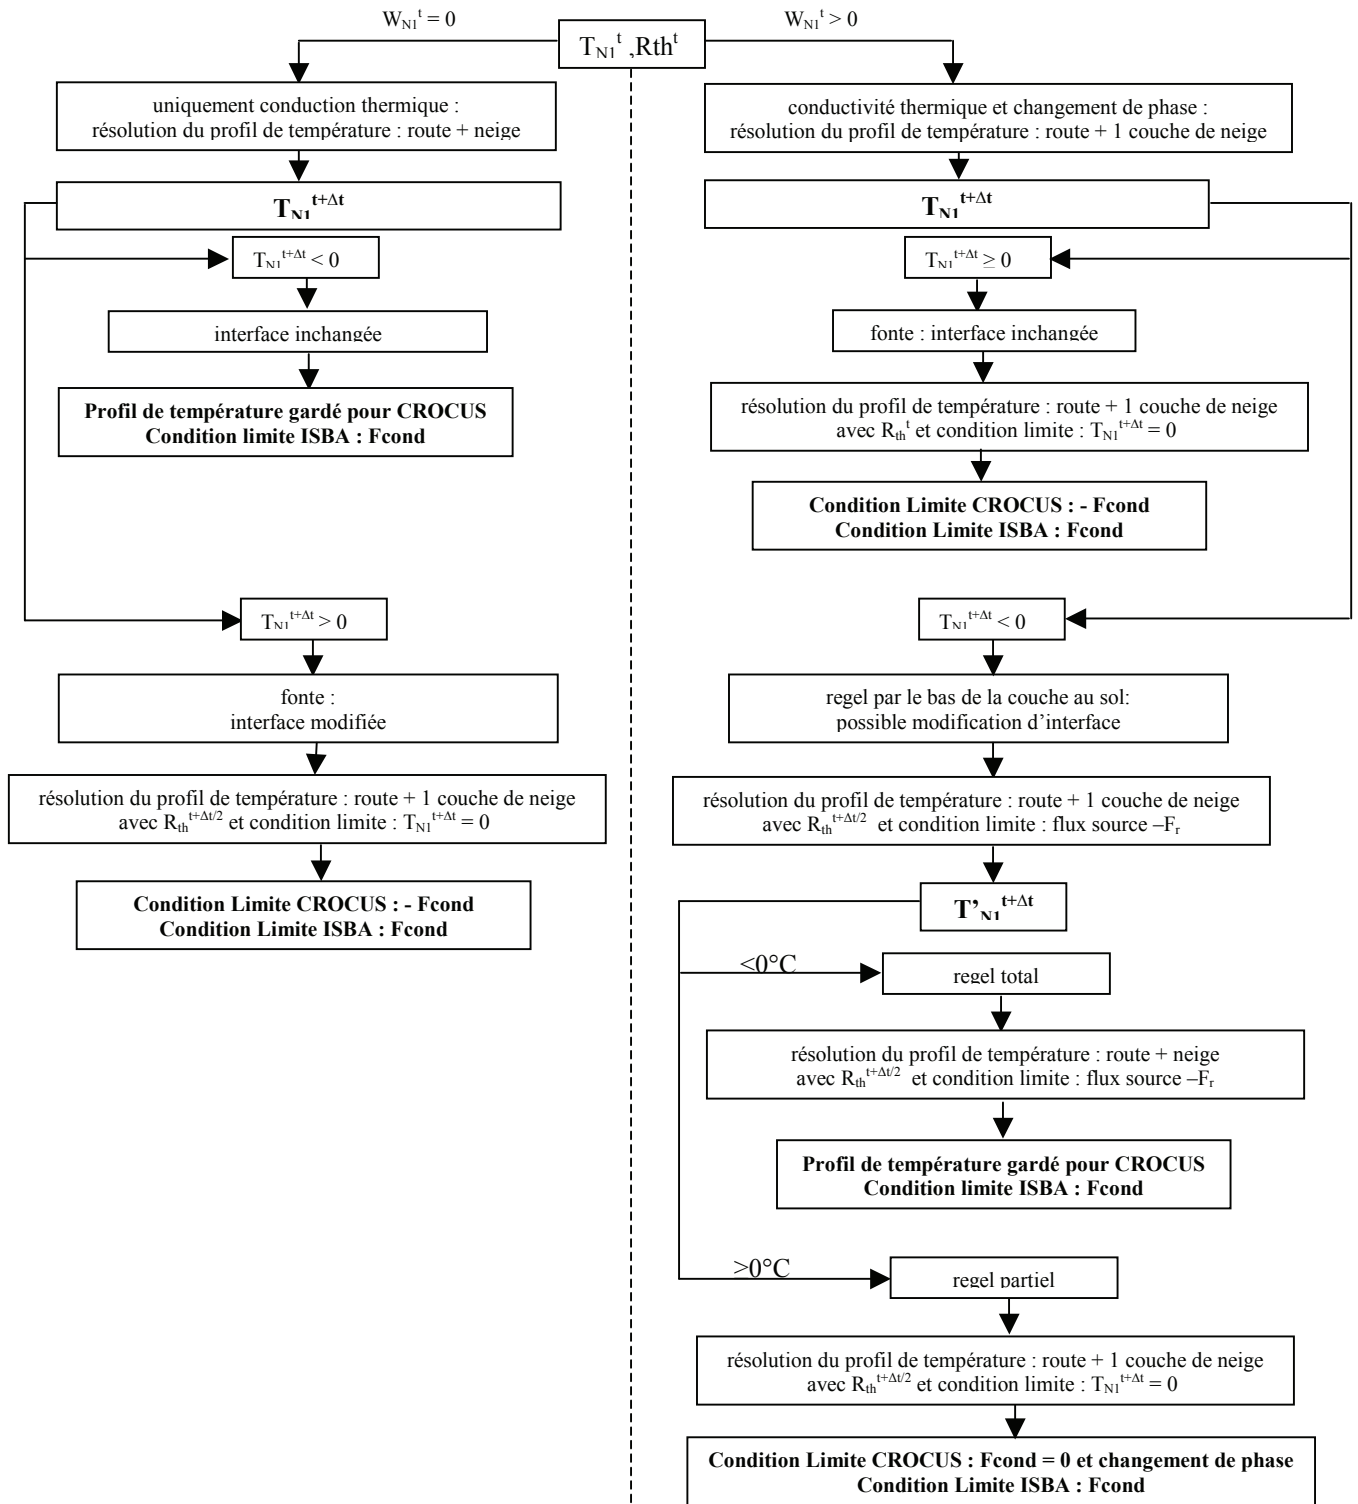 W_N1^t = 0
W_N1^t > 0
T_N1^t ,Rth^t
uniquement conduction thermique :
résolution du profil de température : route + neige
T_N1^t+Δt
T_N1^t+Δt < 0
interface inchangée
Profil de température gardé pour CROCUS
Condition limite ISBA : Fcond
T_N1^t+Δt > 0
fonte :
interface modifiée
résolution du profil de température : route + 1 couche de neige
avec R_th^t+Δt/2 et condition limite : T_N1^t+Δt = 0
Condition Limite CROCUS : - Fcond
Condition Limite ISBA : Fcond
conductivité thermique et changement de phase :
résolution du profil de température : route + 1 couche de neige
T_N1^t+Δt
T_N1^t+Δt ≥ 0
fonte : interface inchangée
résolution du profil de température : route + 1 couche de neige
avec R_th^t et condition limite : T_N1^t+Δt = 0
Condition Limite CROCUS : - Fcond
Condition Limite ISBA : Fcond
T_N1^t+Δt < 0
regel par le bas de la couche au sol:
possible modification d'interface
résolution du profil de température : route + 1 couche de neige
avec R_th^t+Δt/2 et condition limite : flux source –F_r
T'_N1^t+Δt
<0°C
regel total
résolution du profil de température : route + neige
avec R_th^t+Δt/2 et condition limite : flux source –F_r
Profil de température gardé pour CROCUS
Condition limite ISBA : Fcond
≥0°C
regel partiel
résolution du profil de température : route + 1 couche de neige
avec R_th^t+Δt/2 et condition limite : T_N1^t+Δt = 0
Condition Limite CROCUS : Fcond = 0 et changement de phase
Condition Limite ISBA : Fcond